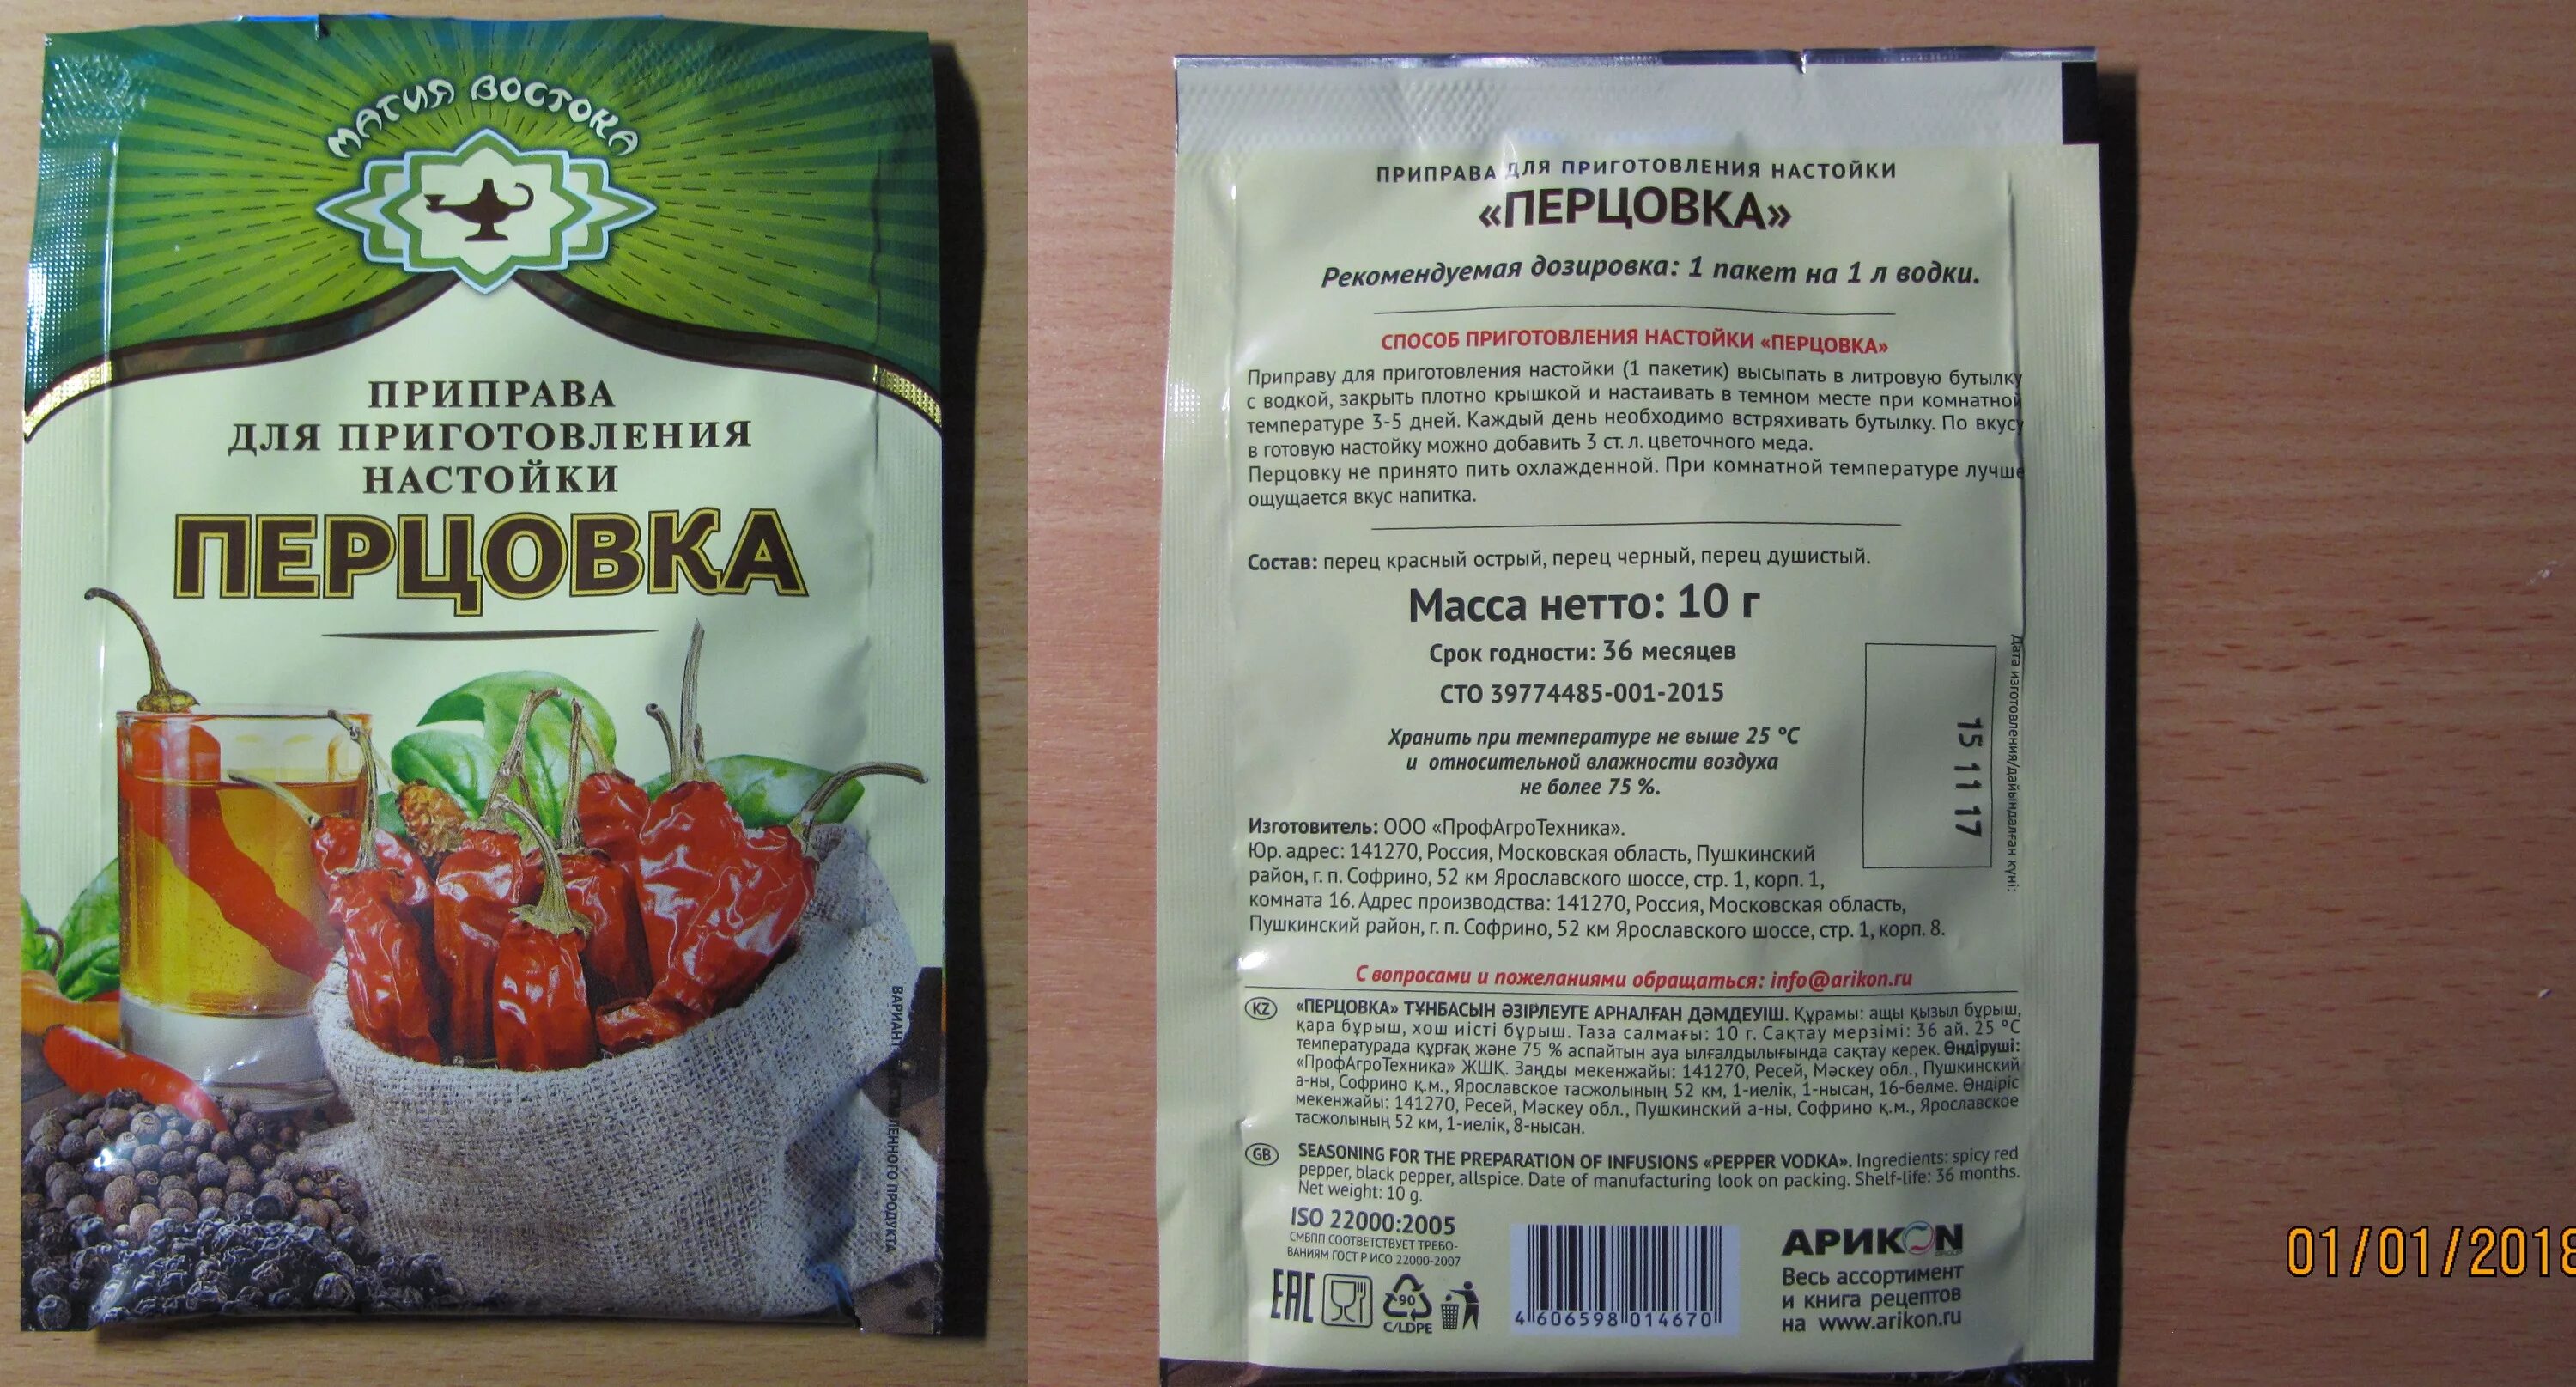 МАГИЯ ВОСТОКА
ПРИПРАВА
ДЛЯ ПРИГОТОВЛЕНИЯ
НАСТОЙКИ
ПЕРЦОВКА
ЛЕННОГО ПРОДУКТА
ПРИПРАВА ДЛЯ ПРИГОТОВЛЕНИЯ НАСТОЙКИ
«ПЕРЦОВКА»
Рекомендуемая дозировка: 1 пакет на 1 л водки.
СПОСОБ ПРИГОТОВЛЕНИЯ НАСТОЙКИ «ПЕРЦОВКА»
Приправу для приготовления настойки (1 пакетик) высыпать в литровую бутылку
с водкой, закрыть плотно крышкой и настаивать в темном месте при комнатной
температуре 3-5 дней. Каждый день необходимо встряхивать бутылку. По вкусу
в готовую настойку можно добавить 3 ст. л. цветочного меда.
Перцовку не принято пить охлажденной. При комнатной температуре лучше
ощущается вкус напитка.
Состав: перец красный острый, перец черный, перец душистый.
Масса нетто: 10 г
Срок годности: 36 месяцев
СТО 39774485-001-2015
Хранить при температуре не выше 25 °С
и относительной влажности воздуха
не более 75 %.
15 11 17
Дата изготовления/дайындалған күні:
Изготовитель: ООО «ПрофАгроТехника».
Юр. адрес: 141270, Россия, Московская область, Пушкинский
район, г. п. Софрино, 52 км Ярославского шоссе, стр. 1, корп. 1,
комната 16. Адрес производства: 141270, Россия, Московская область,
Пушкинский район, г. п. Софрино, 52 км Ярославского шоссе, стр. 1, корп. 8.
С вопросами и пожеланиями обращаться: info@arikon.ru
KZ «ПЕРЦОВКА» ТҰНБАСЫН ӘЗІРЛЕУГЕ АРНАЛҒАН ДӘМДЕУІШ. Құрамы: ащы қызыл бұрыш,
қара бұрыш, хош иісті бұрыш. Таза салмағы: 10 г. Сақтау мерзімі: 36 ай. 25 °С
температурада құрғақ және 75 % аспайтын ауа ылғалдылығында сақтау керек. Өндіруші:
«ПрофАгроТехника» ЖШҚ. Заңды мекенжайы: 141270, Ресей, Мәскеу обл., Пушкинский
а-ны, Софрино қ.м., Ярославское тасжолының 52 км, 1-иелік, 1-нысан, 16-бөлме. Өндіріс
мекенжайы: 141270, Ресей, Мәскеу обл., Пушкинский а-ны, Софрино қ.м., Ярославское
тасжолының 52 км, 1-иелік, 8-нысан.
GB SEASONING FOR THE PREPARATION OF INFUSIONS «PEPPER VODKA». Ingredients: spicy red
pepper, black pepper, allspice. Date of manufacturing look on packing. Shelf-life: 36 months.
Net weight: 10 g.
ISO 22000:2005
СМБПП СООТВЕТСТВУЕТ ТРЕБО-
ВАНИЯМ ГОСТ Р ИСО 22000-2007
EAC
90
C/LDPE
4 606598 014670
АРИКОN
GROUP
Весь ассортимент
и книга рецептов
на www.arikon.ru
01/01/2018